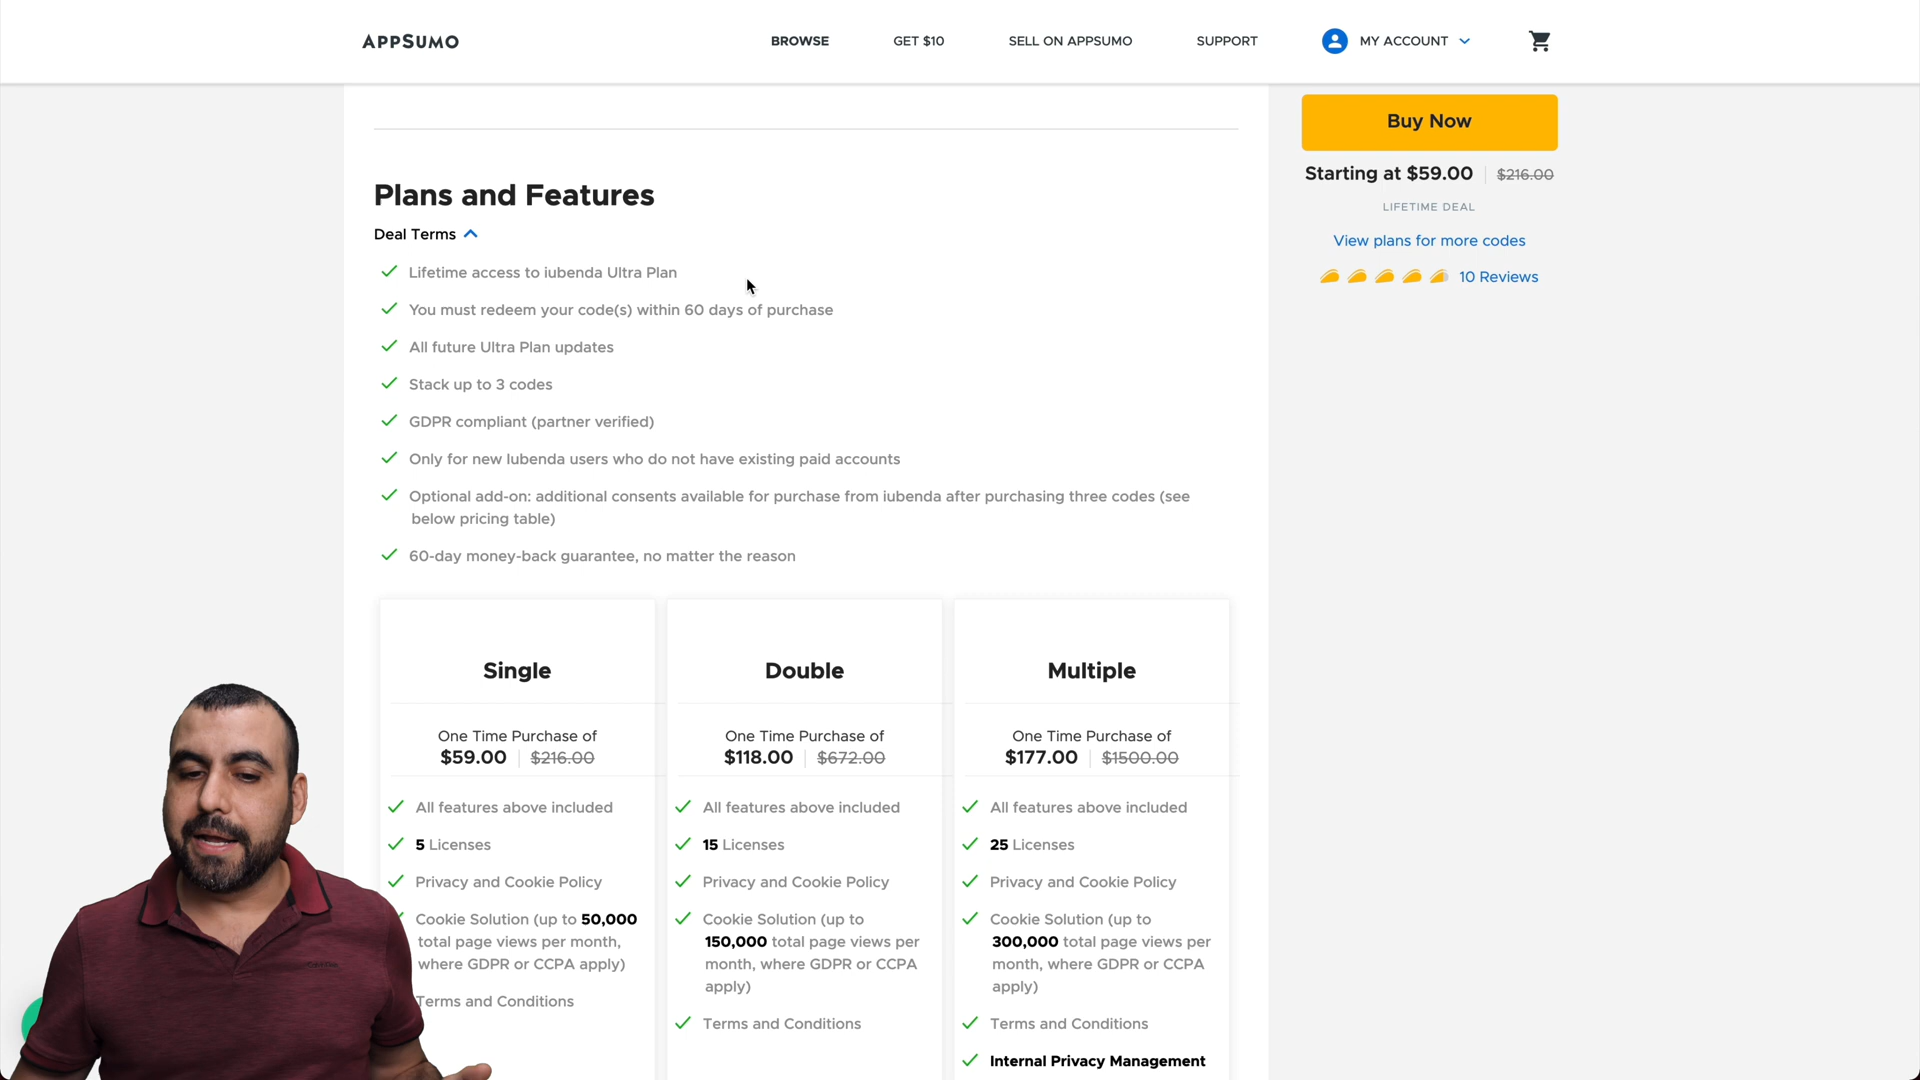 APPSUMO
BROWSE
GET $10
SELL ON APPSUMO
SUPPORT
MY ACCOUNT
Buy Now
Starting at $59.00 $216.00
LIFETIME DEAL
View plans for more codes
10 Reviews
Plans and Features
Deal Terms
Lifetime access to iubenda Ultra Plan
You must redeem your code(s) within 60 days of purchase
All future Ultra Plan updates
Stack up to 3 codes
GDPR compliant (partner verified)
Only for new Iubenda users who do not have existing paid accounts
Optional add-on: additional consents available for purchase from iubenda after purchasing three codes (see
below pricing table)
60-day money-back guarantee, no matter the reason
Single
One Time Purchase of
$59.00 $216.00
All features above included
5 Licenses
Privacy and Cookie Policy
Cookie Solution (up to 50,000
total page views per month,
where GDPR or CCPA apply)
Terms and Conditions
Double
One Time Purchase of
$118.00 $672.00
All features above included
15 Licenses
Privacy and Cookie Policy
Cookie Solution (up to
150,000 total page views per
month, where GDPR or CCPA
apply)
Terms and Conditions
Multiple
One Time Purchase of
$177.00 $1500.00
All features above included
25 Licenses
Privacy and Cookie Policy
Cookie Solution (up to
300,000 total page views per
month, where GDPR or CCPA
apply)
Terms and Conditions
Internal Privacy Management